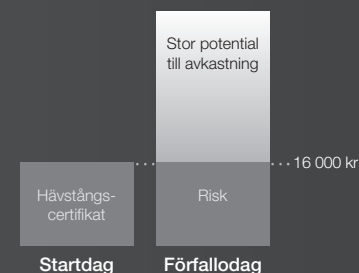 Stor potential
till avkastning
16 000 kr
Hävstångs-
certifikat
Risk
Startdag
Förfallodag